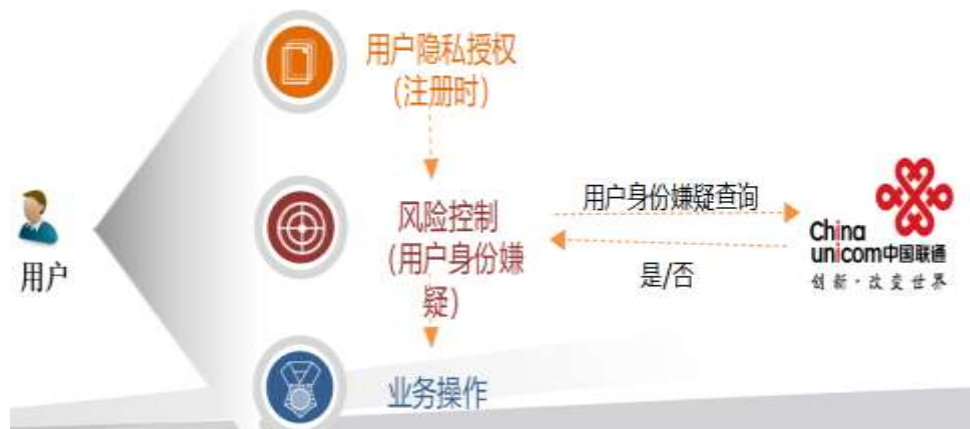 用户隐私授权
(注册时)
用户身份嫌疑查询
风险控制
(用户身份嫌
疑)
是/否
China
unicom中国联通
创新·改变世界
用户
业务操作